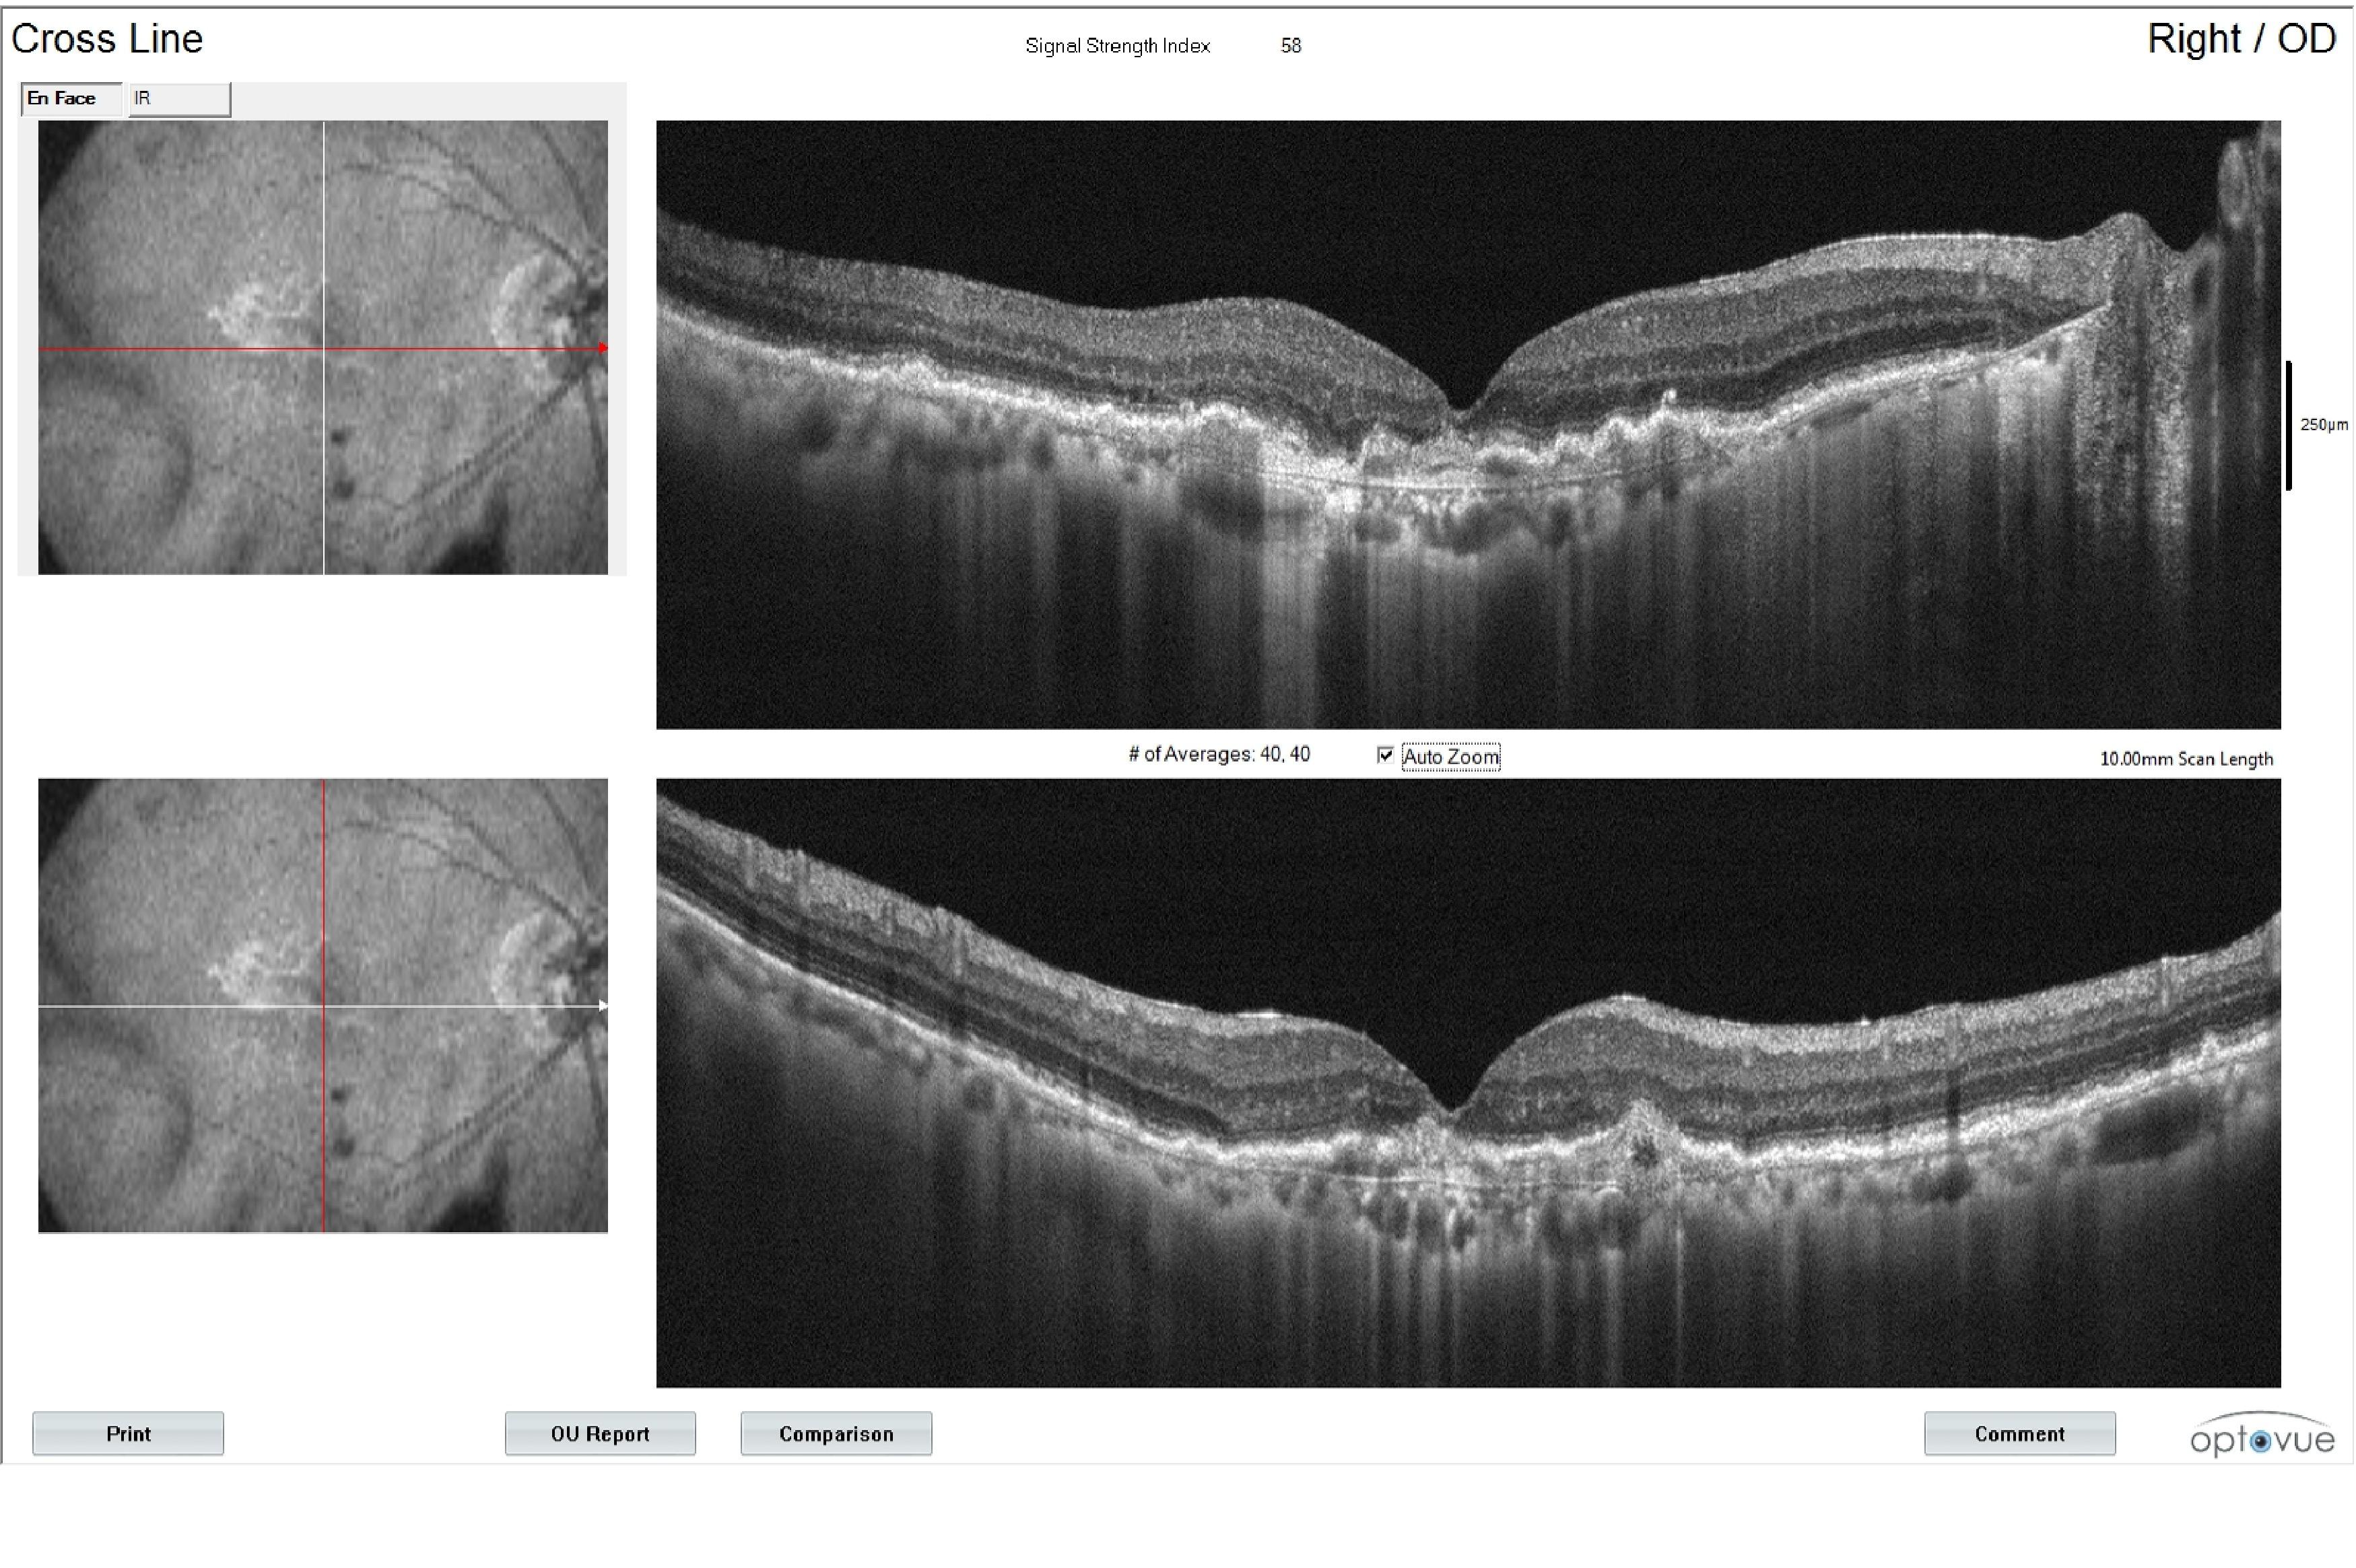 Cross Line
Signal Strength Index 58
Right / OD
En Face IR
250µm
# of Averages: 40, 40 Auto Zoom 10.00mm Scan Length
Print OU Report Comparison Comment optovue